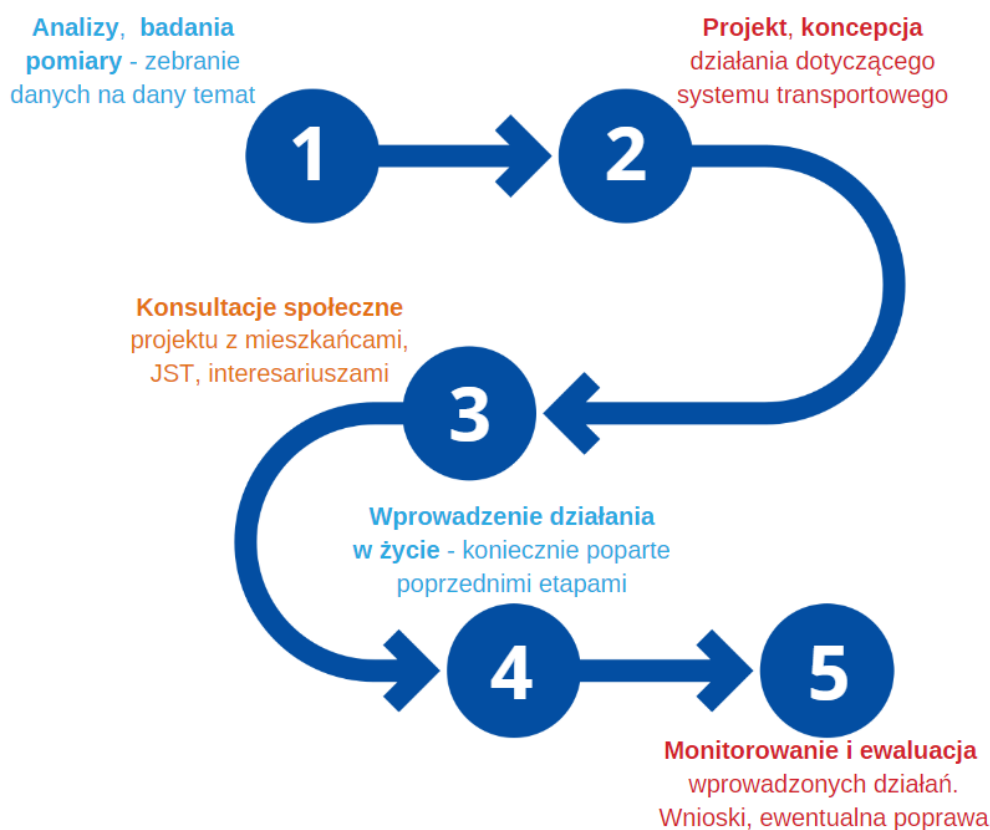 Analizy, badania
pomiary - zebranie
danych na dany temat
1
Projekt, koncepcja
działania dotyczącego
systemu transportowego
2
Konsultacje społeczne
projektu z mieszkańcami,
JST, interesariuszami
3
Wprowadzenie działania
w życie - koniecznie poparte
poprzednimi etapami
4
5
Monitorowanie i ewaluacja
wprowadzonych działań.
Wnioski, ewentualna poprawa